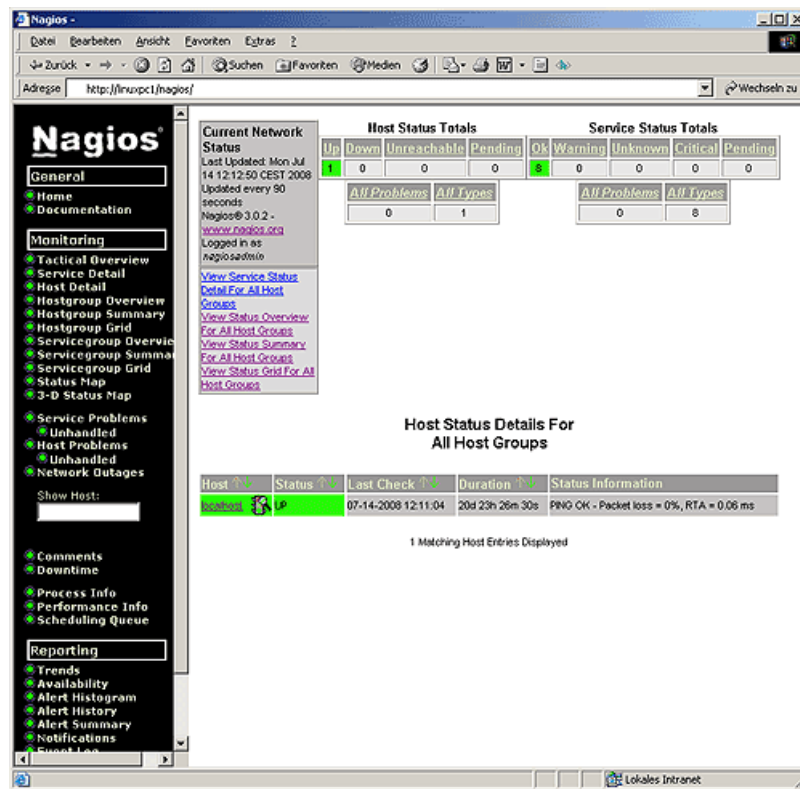 Nagios -
Datei Bearbeiten Ansicht Favoriten Extras ?
Zurück Suchen Favoriten Medien
Adresse http://linuxpc1/nagios/ Wechseln zu
Nagios®
General
Home
Documentation
Monitoring
Tactical Overview
Service Detail
Host Detail
Hostgroup Overview
Hostgroup Summary
Hostgroup Grid
Servicegroup Overvie
Servicegroup Summa
Servicegroup Grid
Status Map
3-D Status Map
Service Problems
Unhandled
Host Problems
Unhandled
Network Outages
Show Host:
Comments
Downtime
Process Info
Performance Info
Scheduling Queue
Reporting
Trends
Availability
Alert Histogram
Alert History
Alert Summary
Notifications
Event Log
Current Network
Status
Last Updated: Mon Jul
14 12:12:50 CEST 2008
Updated every 90
seconds
Nagios® 3.0.2 -
www.nagios.org
Logged in as
nagiosadmin
View Service Status
Detail For All Host
Groups
View Status Overview
For All Host Groups
View Status Summary
For All Host Groups
View Status Grid For All
Host Groups
Host Status Totals
Up Down Unreachable Pending
1 0 0 0
All Problems All Types
0 1
Service Status Totals
Ok Warning Unknown Critical Pending
8 0 0 0 0
All Problems All Types
0 8
Host Status Details For
All Host Groups
Host Status Last Check Duration Status Information
localhost UP 07-14-2008 12:11:04 20d 23h 26m 30s PING OK - Packet loss = 0%, RTA = 0.06 ms
1 Matching Host Entries Displayed
Lokales Intranet